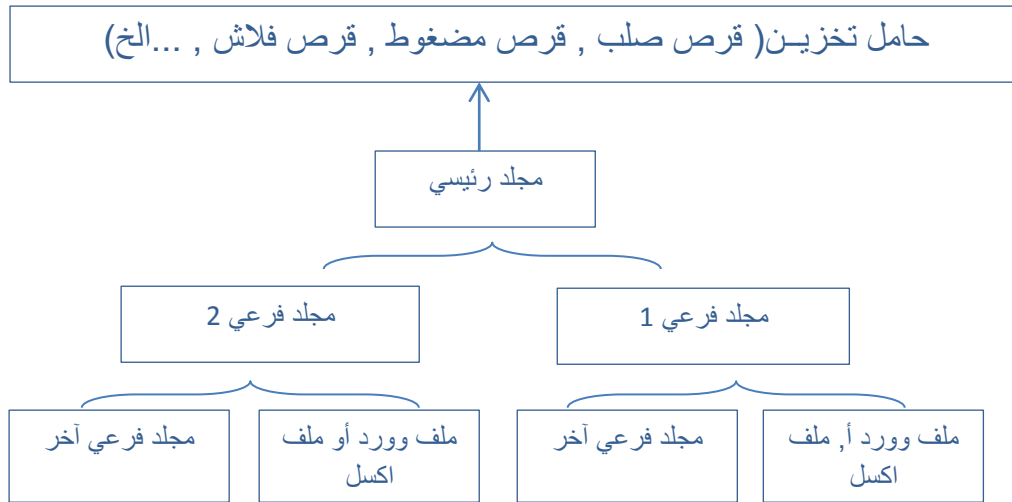 حامل تخزيــن( قرص صلب , قرص مضغوط , قرص فلاش , ...الخ)
مجلد رئيسي
مجلد فرعي 1
مجلد فرعي 2
ملف وورد أ, ملف
اكسل
مجلد فرعي آخر
ملف وورد أو ملف
اكسل
مجلد فرعي آخر